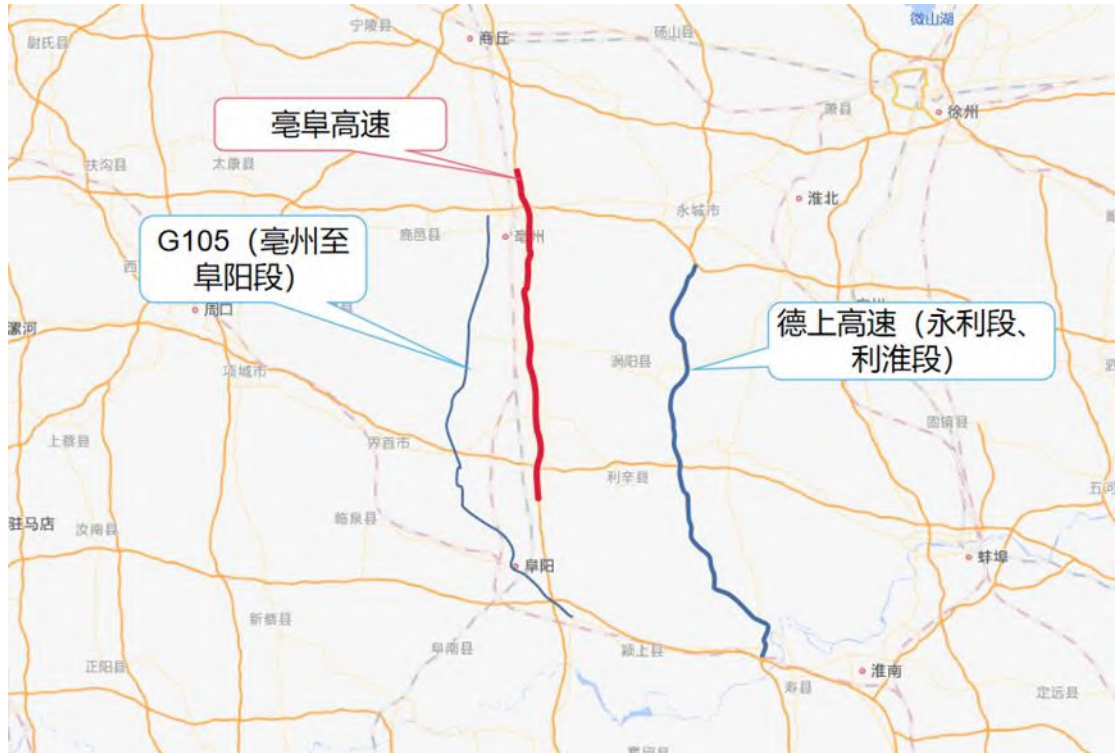 微山湖
宁陵县
商丘
砀山县
尉氏县
徐州
萧县
亳阜高速
扶沟县
太康县
淮北
永城市
鹿邑县
亳州
G105（亳州至
阜阳段）
西
县
周口
漯河
德上高速（永利段、
利淮段）
涡阳县
项城市
泗
固镇县
上蔡县
界首市
利辛县
五河
驻马店
汝南县
临泉县
蚌埠
阜阳
新蔡县
阜南县
颍上县
正阳县
淮南
寿县
定远县